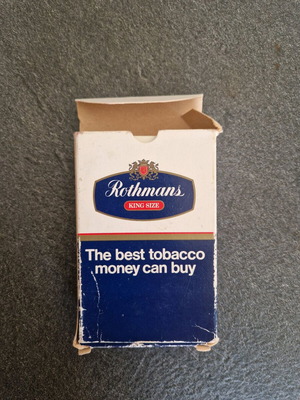 Rothmans
KING SIZE
The best tobacco
money can buy